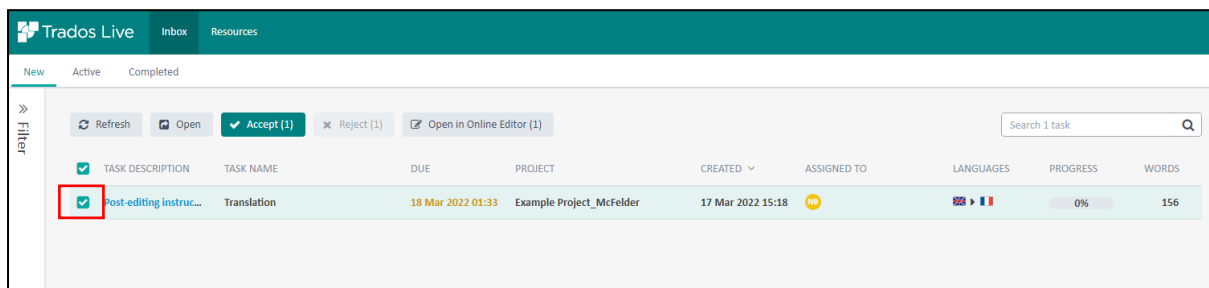 Trados Live Inbox Resources
New Active Completed
Filter
Refresh Open Accept (1) Reject (1) Open in Online Editor (1) Search 1 task
TASK DESCRIPTION TASK NAME DUE PROJECT CREATED ASSIGNED TO LANGUAGES PROGRESS WORDS
Post-editing instruc... Translation 18 Mar 2022 01:33 Example Project_McFelder 17 Mar 2022 15:18 NB 0% 156